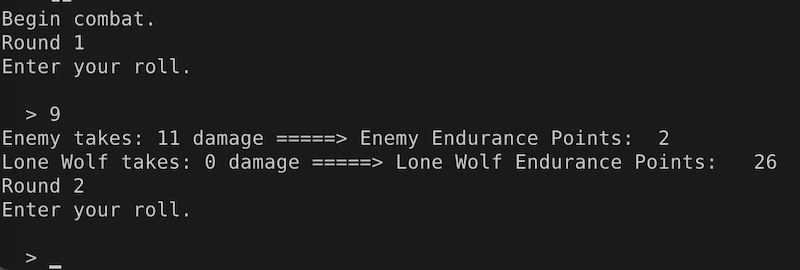 Begin combat.
Round 1
Enter your roll.
> 9
Enemy takes: 11 damage =====> Enemy Endurance Points:  2
Lone Wolf takes: 0 damage =====> Lone Wolf Endurance Points:   26
Round 2
Enter your roll.
> _